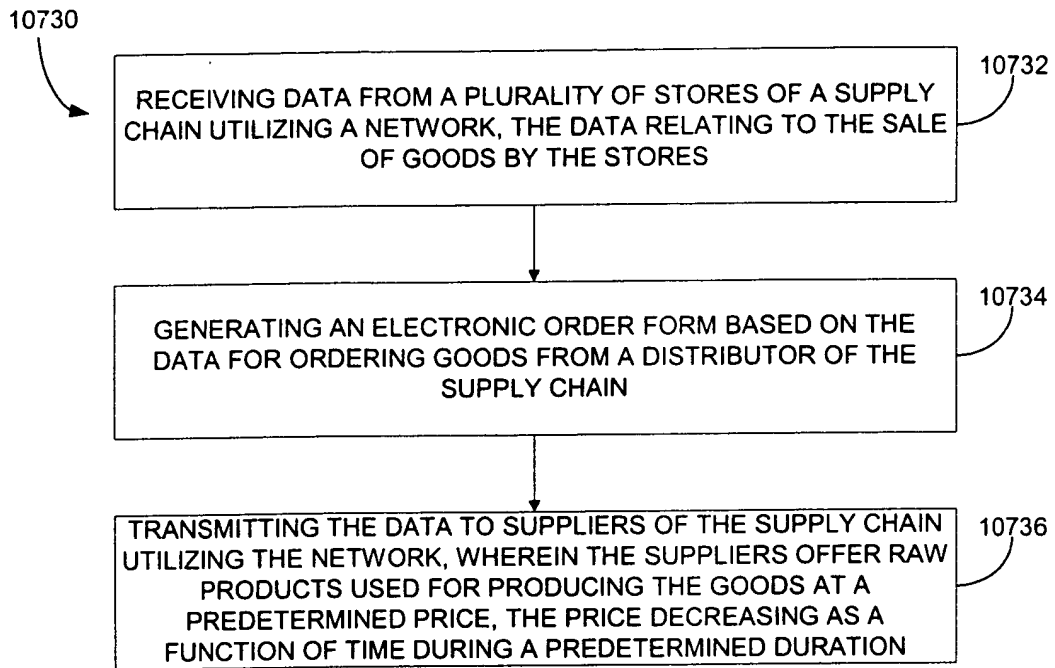 10730
10732
RECEIVING DATA FROM A PLURALITY OF STORES OF A SUPPLY
CHAIN UTILIZING A NETWORK, THE DATA RELATING TO THE SALE
OF GOODS BY THE STORES
10734
GENERATING AN ELECTRONIC ORDER FORM BASED ON THE
DATA FOR ORDERING GOODS FROM A DISTRIBUTOR OF THE
SUPPLY CHAIN
10736
TRANSMITTING THE DATA TO SUPPLIERS OF THE SUPPLY CHAIN
UTILIZING THE NETWORK, WHEREIN THE SUPPLIERS OFFER RAW
PRODUCTS USED FOR PRODUCING THE GOODS AT A
PREDETERMINED PRICE, THE PRICE DECREASING AS A
FUNCTION OF TIME DURING A PREDETERMINED DURATION